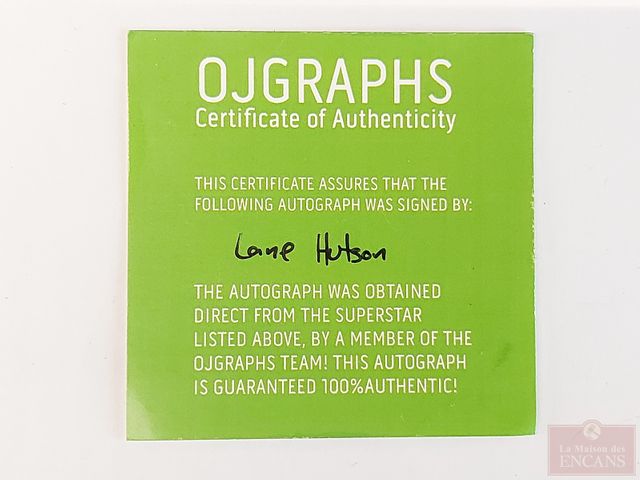 OJGRAPHS
Certificate of Authenticity
THIS CERTIFICATE ASSURES THAT THE
FOLLOWING AUTOGRAPH WAS SIGNED BY:
Lane Hutson
THE AUTOGRAPH WAS OBTAINED
DIRECT FROM THE SUPERSTAR
LISTED ABOVE, BY A MEMBER OF THE
OJGRAPHS TEAM! THIS AUTOGRAPH
IS GUARANTEED 100%AUTHENTIC!
La Maison des
ENCANS